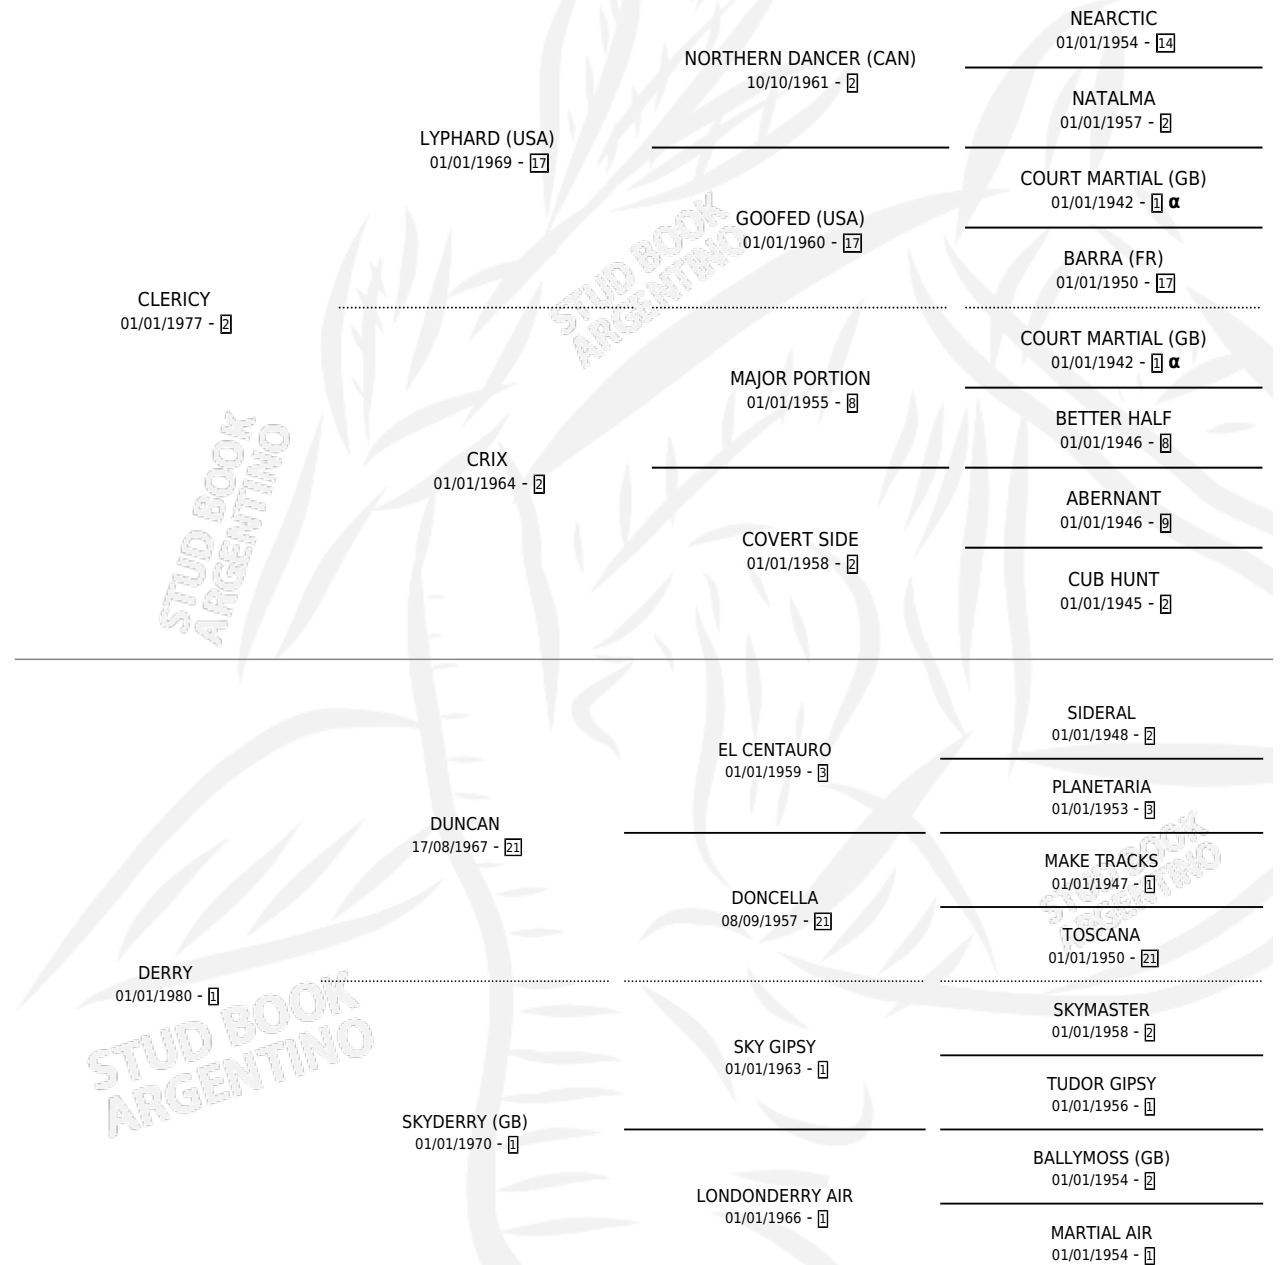 NEARCTIC
01/01/1954 - 14
NORTHERN DANCER (CAN)
10/10/1961 - 2
NATALMA
01/01/1957 - 2
LYPHARD (USA)
01/01/1969 - 17
COURT MARTIAL (GB)
01/01/1942 - 1 α
GOOFED (USA)
01/01/1960 - 17
BARRA (FR)
01/01/1950 - 17
CLERICY
01/01/1977 - 2
COURT MARTIAL (GB)
01/01/1942 - 1 α
MAJOR PORTION
01/01/1955 - 8
BETTER HALF
01/01/1946 - 8
CRIX
01/01/1964 - 2
ABERNANT
01/01/1946 - 9
COVERT SIDE
01/01/1958 - 2
CUB HUNT
01/01/1945 - 2
SIDERAL
01/01/1948 - 2
EL CENTAURO
01/01/1959 - 3
PLANETARIA
01/01/1953 - 3
DUNCAN
17/08/1967 - 21
MAKE TRACKS
01/01/1947 - 1
DONCELLA
08/09/1957 - 21
TOSCANA
01/01/1950 - 21
DERRY
01/01/1980 - 1
SKYMASTER
01/01/1958 - 2
SKY GIPSY
01/01/1963 - 1
TUDOR GIPSY
01/01/1956 - 1
SKYDERRY (GB)
01/01/1970 - 1
BALLYMOSS (GB)
01/01/1954 - 2
LONDONDERRY AIR
01/01/1966 - 1
MARTIAL AIR
01/01/1954 - 1
STUD BOOK
ARGENTINO
STUD BOOK
ARGENTINO
STUD BOOK
ARGENTINO
STUD BOOK
ARGENTINO